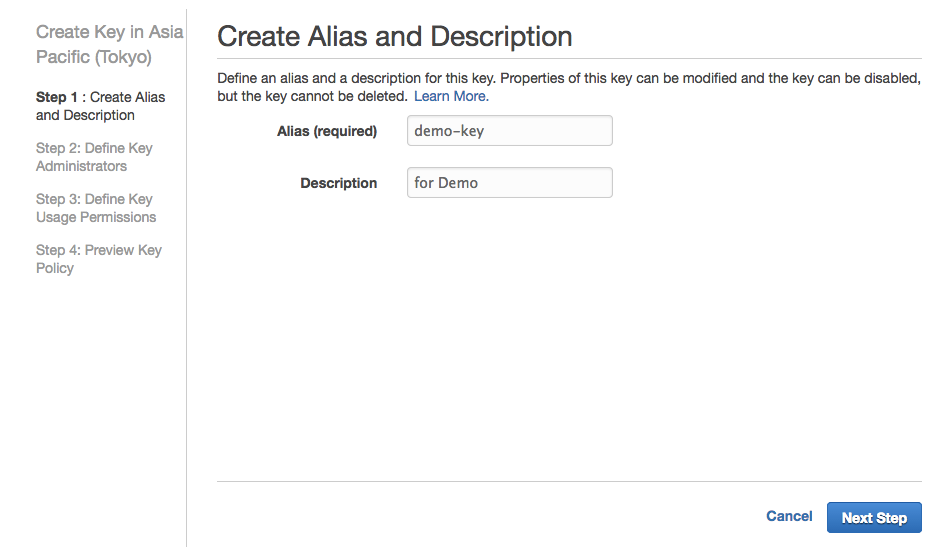 Create Key in Asia
Pacific (Tokyo)
Step 1 : Create Alias
and Description
Step 2: Define Key
Administrators
Step 3: Define Key
Usage Permissions
Step 4: Preview Key
Policy
Create Alias and Description
Define an alias and a description for this key. Properties of this key can be modified and the key can be disabled,
but the key cannot be deleted. Learn More.
Alias (required) demo-key
Description for Demo
Cancel Next Step